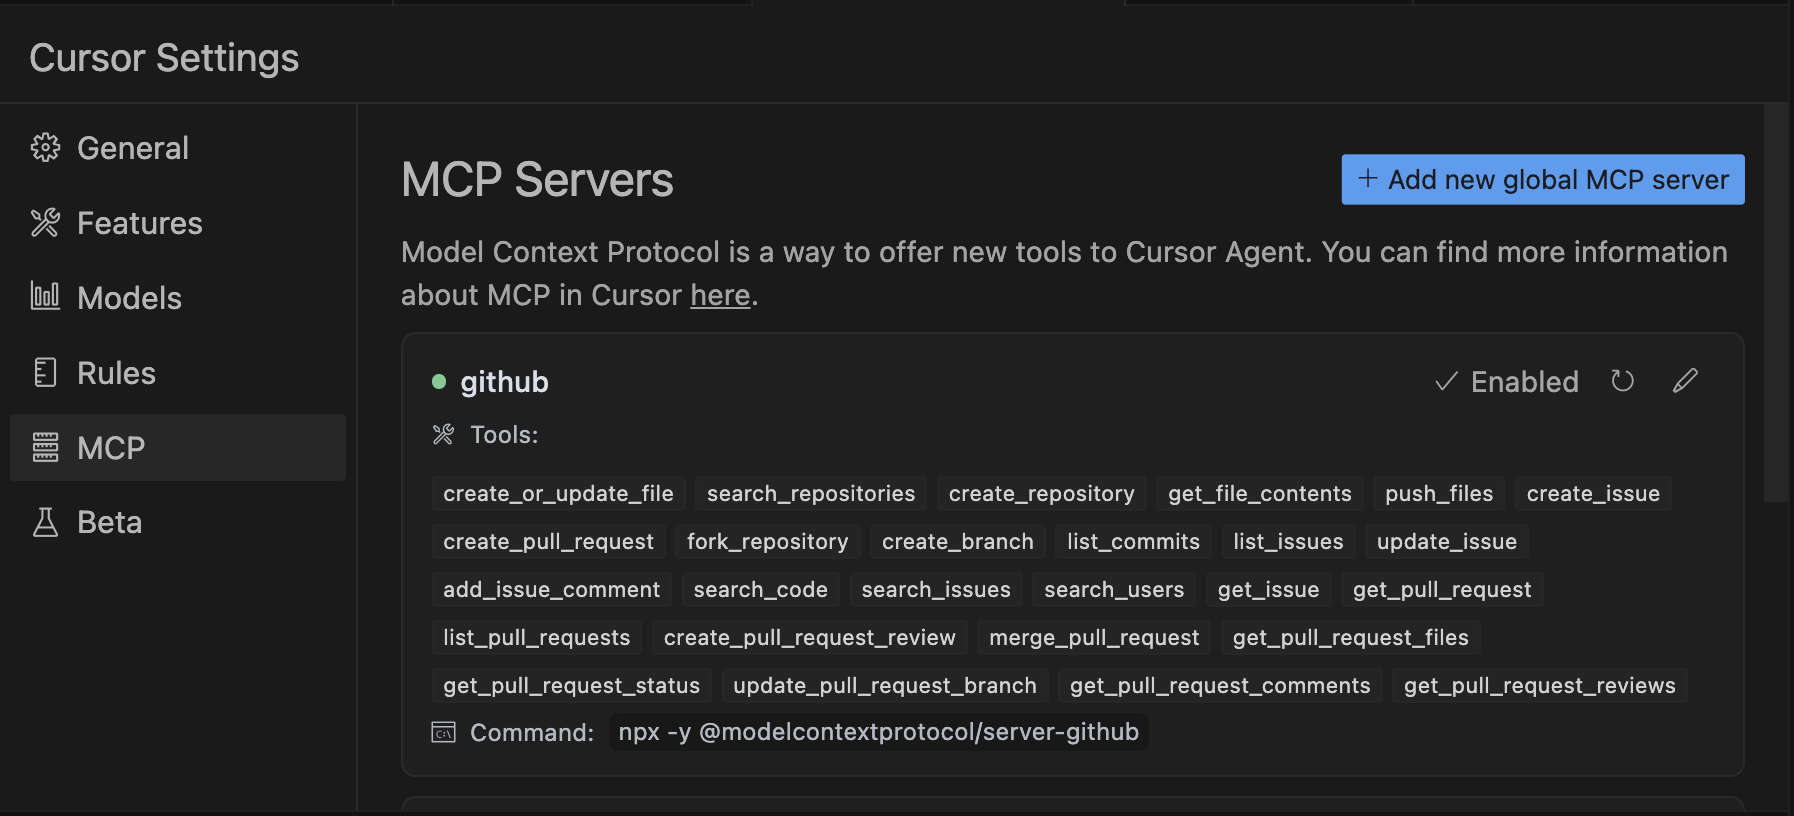 Cursor Settings
General
Features
Models
Rules
MCP
Beta
MCP Servers
+ Add new global MCP server
Model Context Protocol is a way to offer new tools to Cursor Agent. You can find more information
about MCP in Cursor here.
github
Enabled
Tools:
create_or_update_file search_repositories create_repository get_file_contents push_files create_issue
create_pull_request fork_repository create_branch list_commits list_issues update_issue
add_issue_comment search_code search_issues search_users get_issue get_pull_request
list_pull_requests create_pull_request_review merge_pull_request get_pull_request_files
get_pull_request_status update_pull_request_branch get_pull_request_comments get_pull_request_reviews
Command: npx -y @modelcontextprotocol/server-github